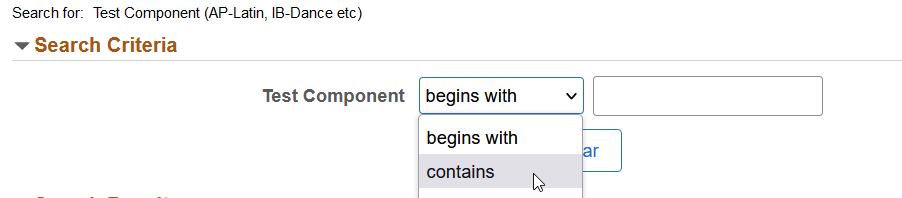 Search for: Test Component (AP-Latin, IB-Dance etc)
Search Criteria
Test Component begins with
begins with
ar
contains